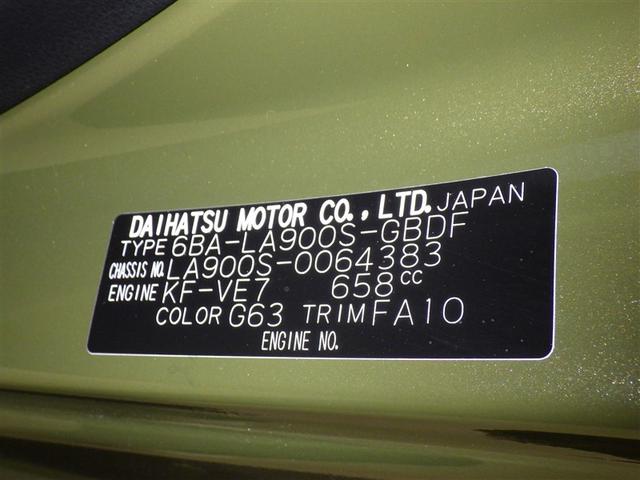 DAIHATSU MOTOR CO., LTD. JAPAN
TYPE 6BA-LA900S-GBDF
CHASSIS NO. LA900S-0064383
ENGINE KF-VE7 658cc
COLOR G63 TRIM FA10
ENGINE NO.